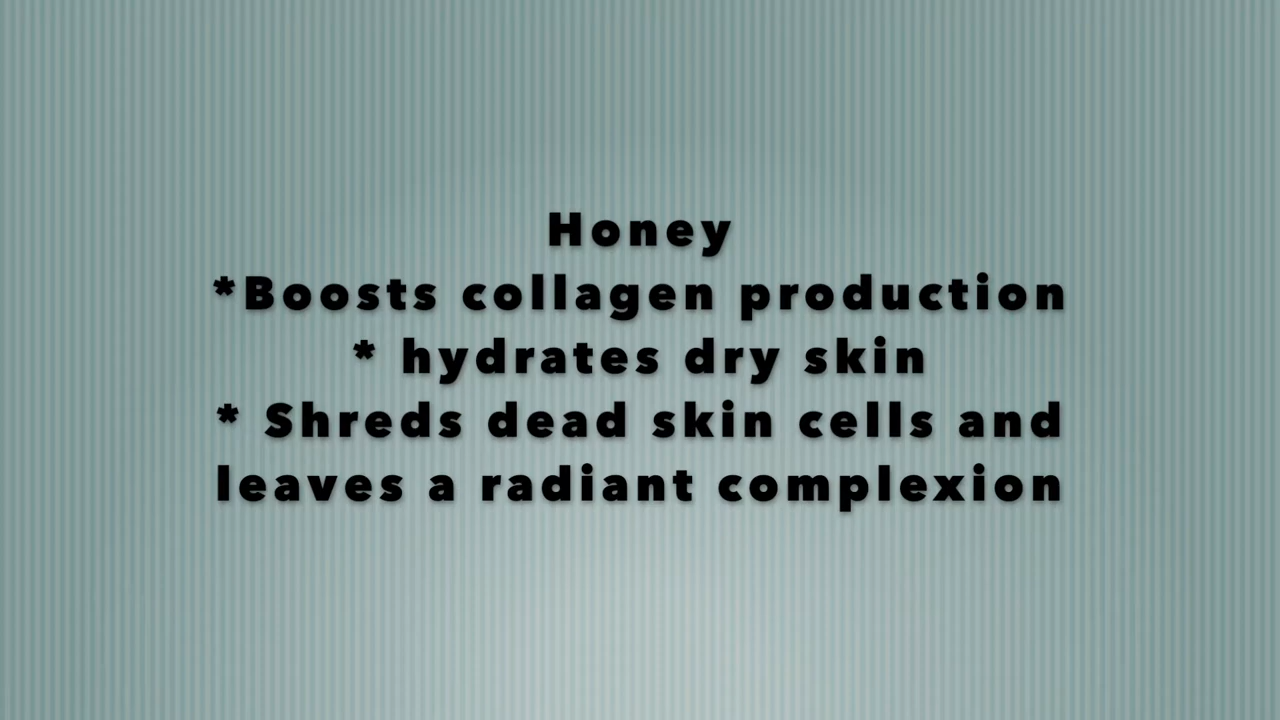 Honey
*Boosts collagen production
* hydrates dry skin
* Shreds dead skin cells and
leaves a radiant complexion